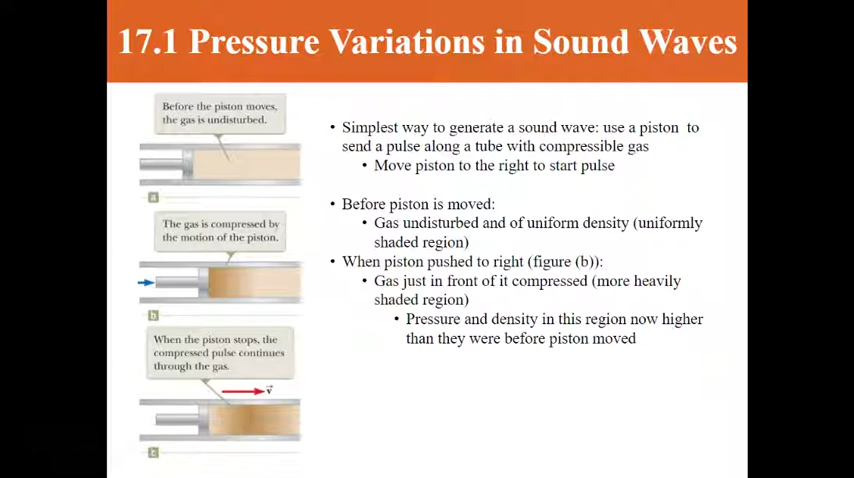 17.1 Pressure Variations in Sound Waves
Before the piston moves,
the gas is undisturbed.
a
The gas is compressed by
the motion of the piston.
b
When the piston stops, the
compressed pulse continues
through the gas.
v
c
• Simplest way to generate a sound wave: use a piston to
send a pulse along a tube with compressible gas
• Move piston to the right to start pulse
• Before piston is moved:
• Gas undisturbed and of uniform density (uniformly
shaded region)
• When piston pushed to right (figure (b)):
• Gas just in front of it compressed (more heavily
shaded region)
• Pressure and density in this region now higher
than they were before piston moved